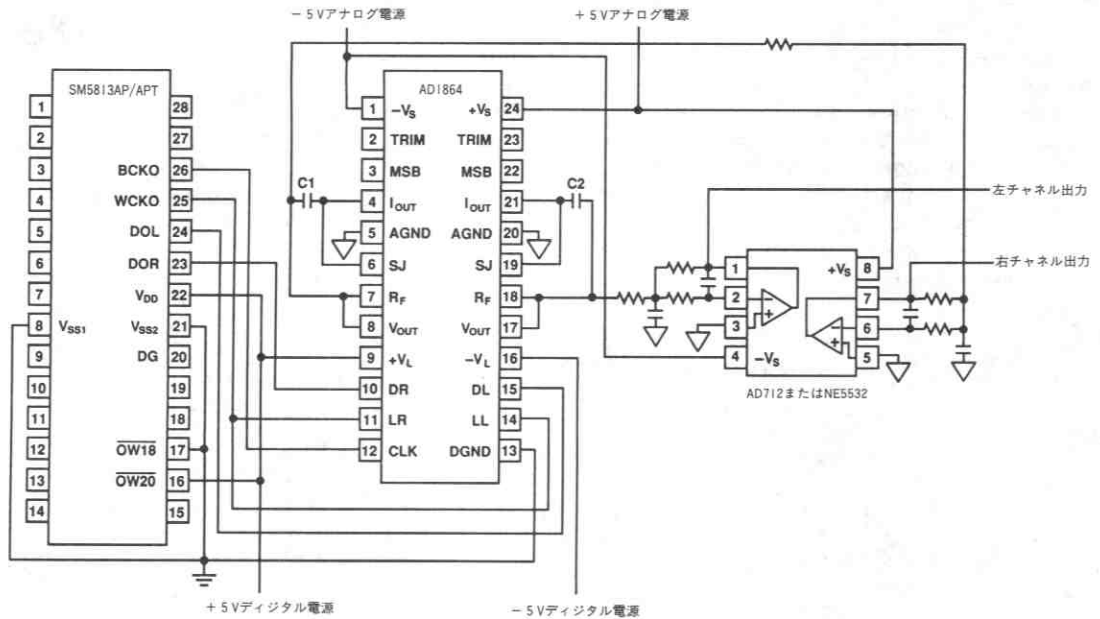 －5Vアナログ電源
＋5Vアナログ電源
SM5813AP/APT
1
2
3
4
5
6
7
8 VSS1
9
10
11
12 OW18
13 OW20
14
28
27
BCKO 26
WCKO 25
DOL 24
DOR 23
VDD 22
VSS2 21
DG 20
19
18
17
16
15
AD1864
1 −VS
2 TRIM
3 MSB
4 IOUT
5 AGND
6 SJ
7 RF
8 VOUT
9 +VL
10 DR
11 LR
12 CLK
+VS 24
TRIM 23
MSB 22
IOUT 21
AGND 20
SJ 19
RF 18
VOUT 17
−VL 16
DL 15
LL 14
DGND 13
C1
C2
1
2
3
4 −VS
+VS 8
7
6
5
AD712またはNE5532
左チャネル出力
右チャネル出力
＋5Vディジタル電源
－5Vディジタル電源